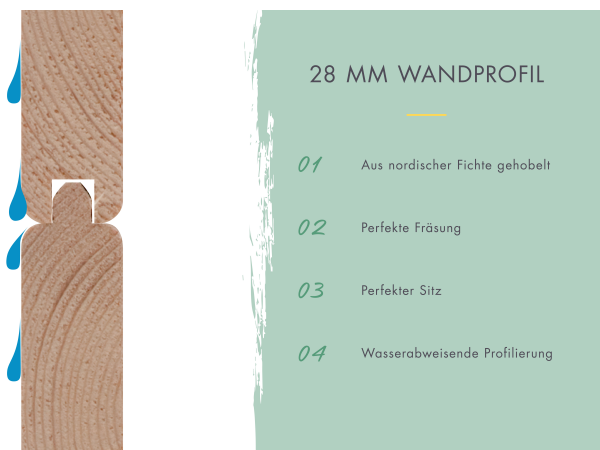 28 MM WANDPROFIL
01 Aus nordischer Fichte gehobelt
02 Perfekte Fräsung
03 Perfekter Sitz
04 Wasserabweisende Profilierung